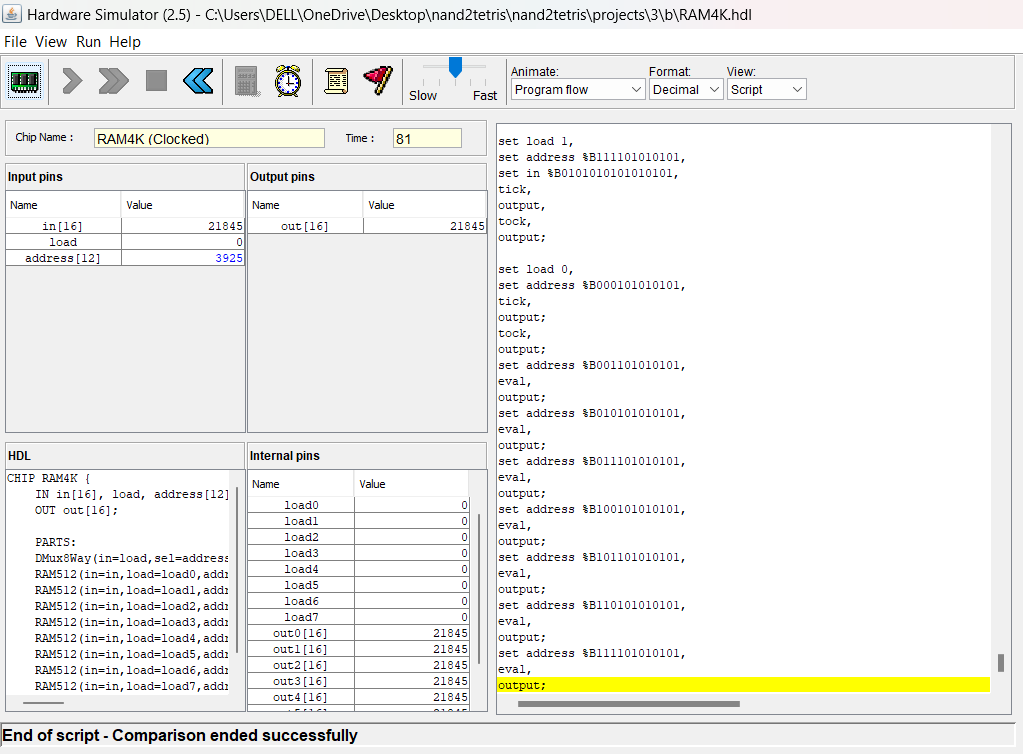 Hardware Simulator (2.5) - C:\Users\DELL\OneDrive\Desktop\nand2tetris\nand2tetris\projects\3\b\RAM4K.hdl
File View Run Help
Slow Fast
Animate: Format: View:
Program flow Decimal Script
Chip Name : RAM4K (Clocked) Time : 81
Input pins
Name Value
in[16] 21845
load 0
address[12] 3925
Output pins
Name Value
out[16] 21845
HDL
CHIP RAM4K {
    IN in[16], load, address[12]
    OUT out[16];

    PARTS:
    DMux8Way(in=load,sel=address
    RAM512(in=in,load=load0,addr
    RAM512(in=in,load=load1,addr
    RAM512(in=in,load=load2,addr
    RAM512(in=in,load=load3,addr
    RAM512(in=in,load=load4,addr
    RAM512(in=in,load=load5,addr
    RAM512(in=in,load=load6,addr
    RAM512(in=in,load=load7,addr
Internal pins
Name Value
load0 0
load1 0
load2 0
load3 0
load4 0
load5 0
load6 0
load7 0
out0[16] 21845
out1[16] 21845
out2[16] 21845
out3[16] 21845
out4[16] 21845
set load 1,
set address %B111101010101,
set in %B0101010101010101,
tick,
output,
tock,
output;

set load 0,
set address %B000101010101,
tick,
output;
tock,
output;
set address %B001101010101,
eval,
output;
set address %B010101010101,
eval,
output;
set address %B011101010101,
eval,
output;
set address %B100101010101,
eval,
output;
set address %B101101010101,
eval,
output;
set address %B110101010101,
eval,
output;
set address %B111101010101,
eval,
output;
End of script - Comparison ended successfully